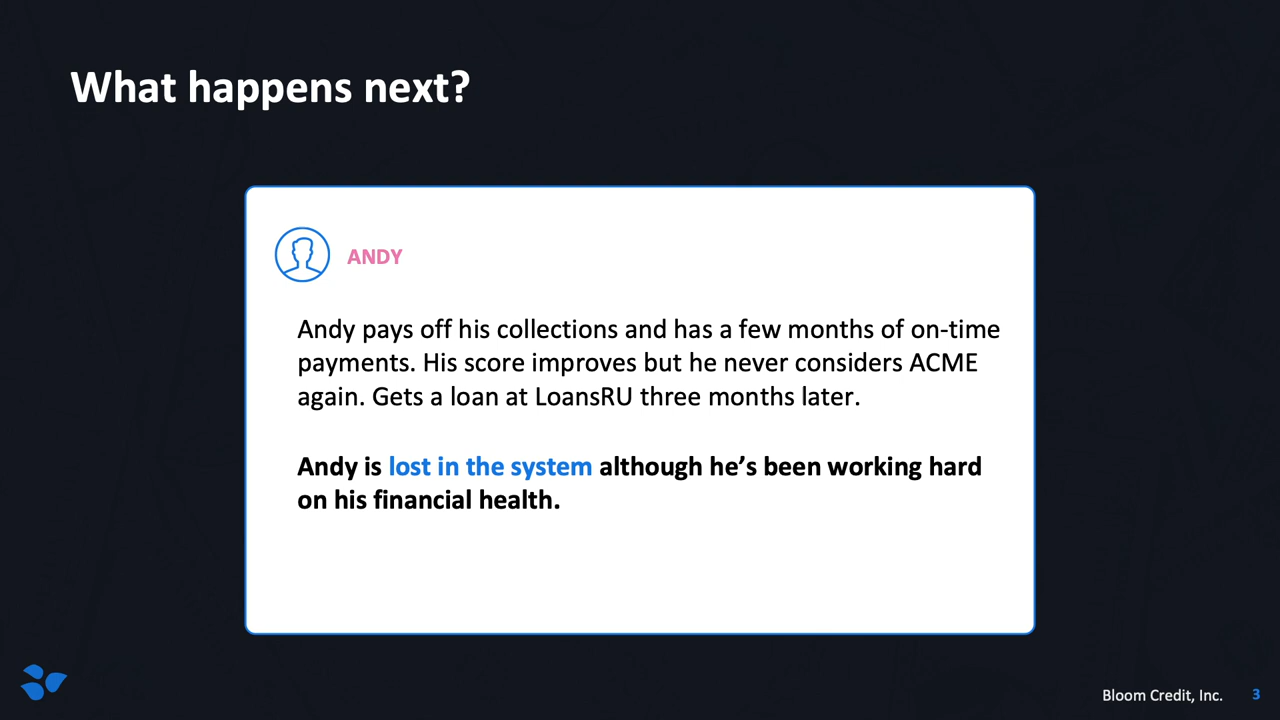 What happens next?
ANDY
Andy pays off his collections and has a few months of on-time
payments. His score improves but he never considers ACME
again. Gets a loan at LoansRU three months later.
Andy is lost in the system although he’s been working hard
on his financial health.
Bloom Credit, Inc. 3